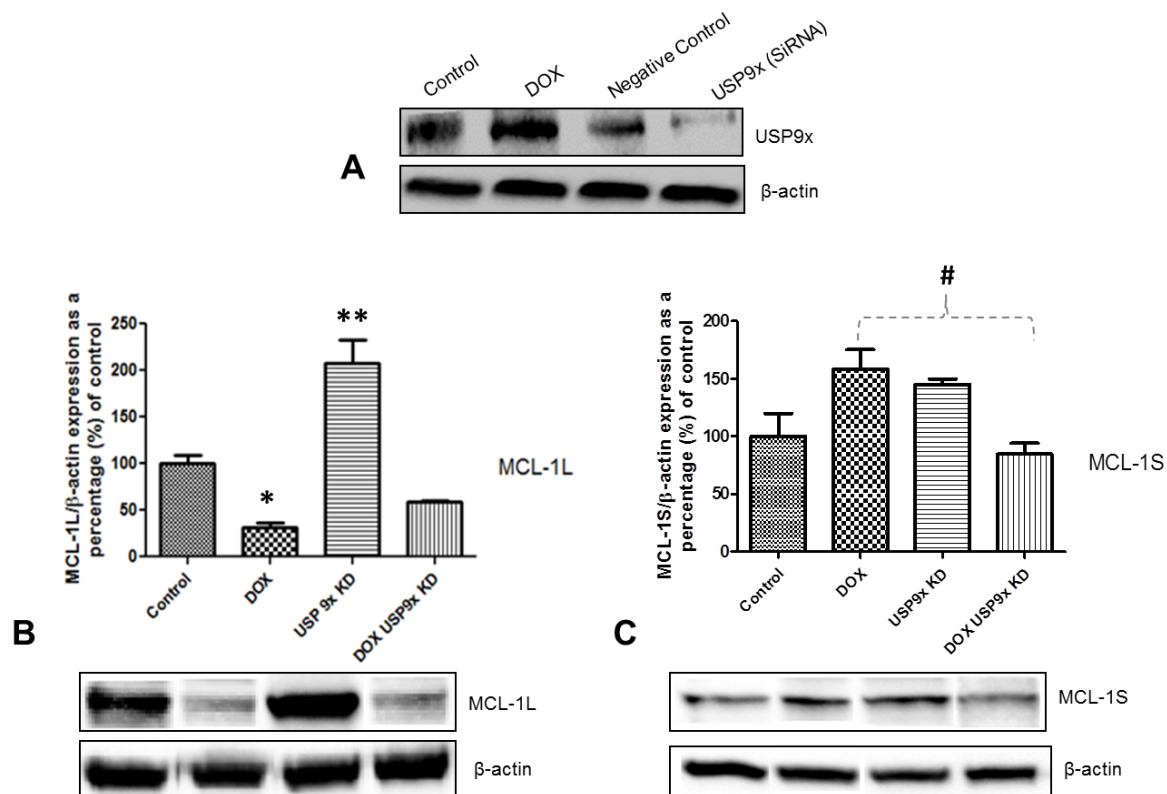 Control
DOX
Negative Control
USP9x (SiRNA)
USP9x
A
β-actin
MCL-1L/β-actin expression as a
percentage (%) of control
250
200
150
100
50
0
**
*
MCL-1L
Control
DOX
USP 9x KD
DOX USP9x KD
#
MCL-1S/β-actin expression as a
percentage (%) of control
200
150
100
50
0
MCL-1S
Control
DOX
USP9x KD
DOX USP9x KD
B
MCL-1L
β-actin
C
MCL-1S
β-actin